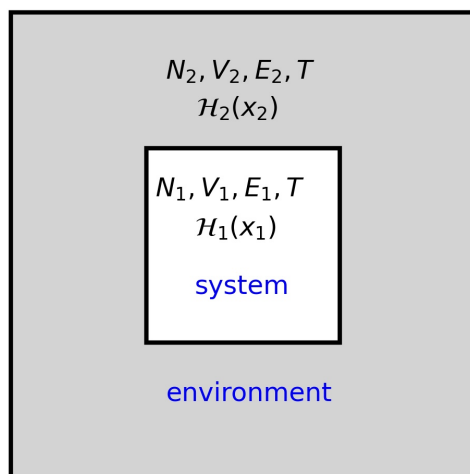 N₂, V₂, E₂, T
ℋ₂(x₂)
N₁, V₁, E₁, T
ℋ₁(x₁)
system
environment